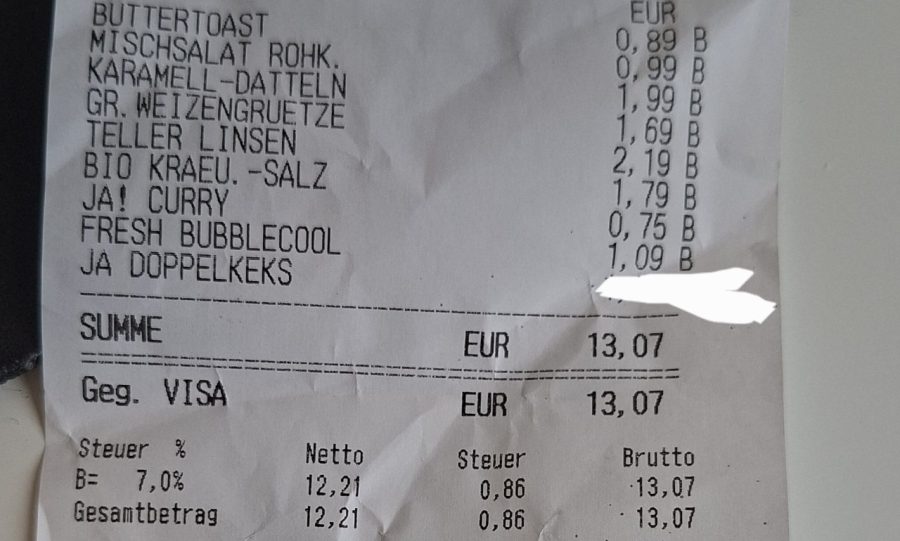 EUR
BUTTERTOAST 0,89 B
MISCHSALAT ROHK. 0,99 B
KARAMELL-DATTELN 1,99 B
GR. WEIZENGRUETZE 1,69 B
TELLER LINSEN 2,19 B
BIO KRAEU. -SALZ 1,79 B
JA! CURRY 0,75 B
FRESH BUBBLECOOL 1,09 B
JA DOPPELKEKS
SUMME EUR 13,07
Geg. VISA EUR 13,07
Steuer % Netto Steuer Brutto
B= 7,0% 12,21 0,86 13,07
Gesamtbetrag 12,21 0,86 13,07